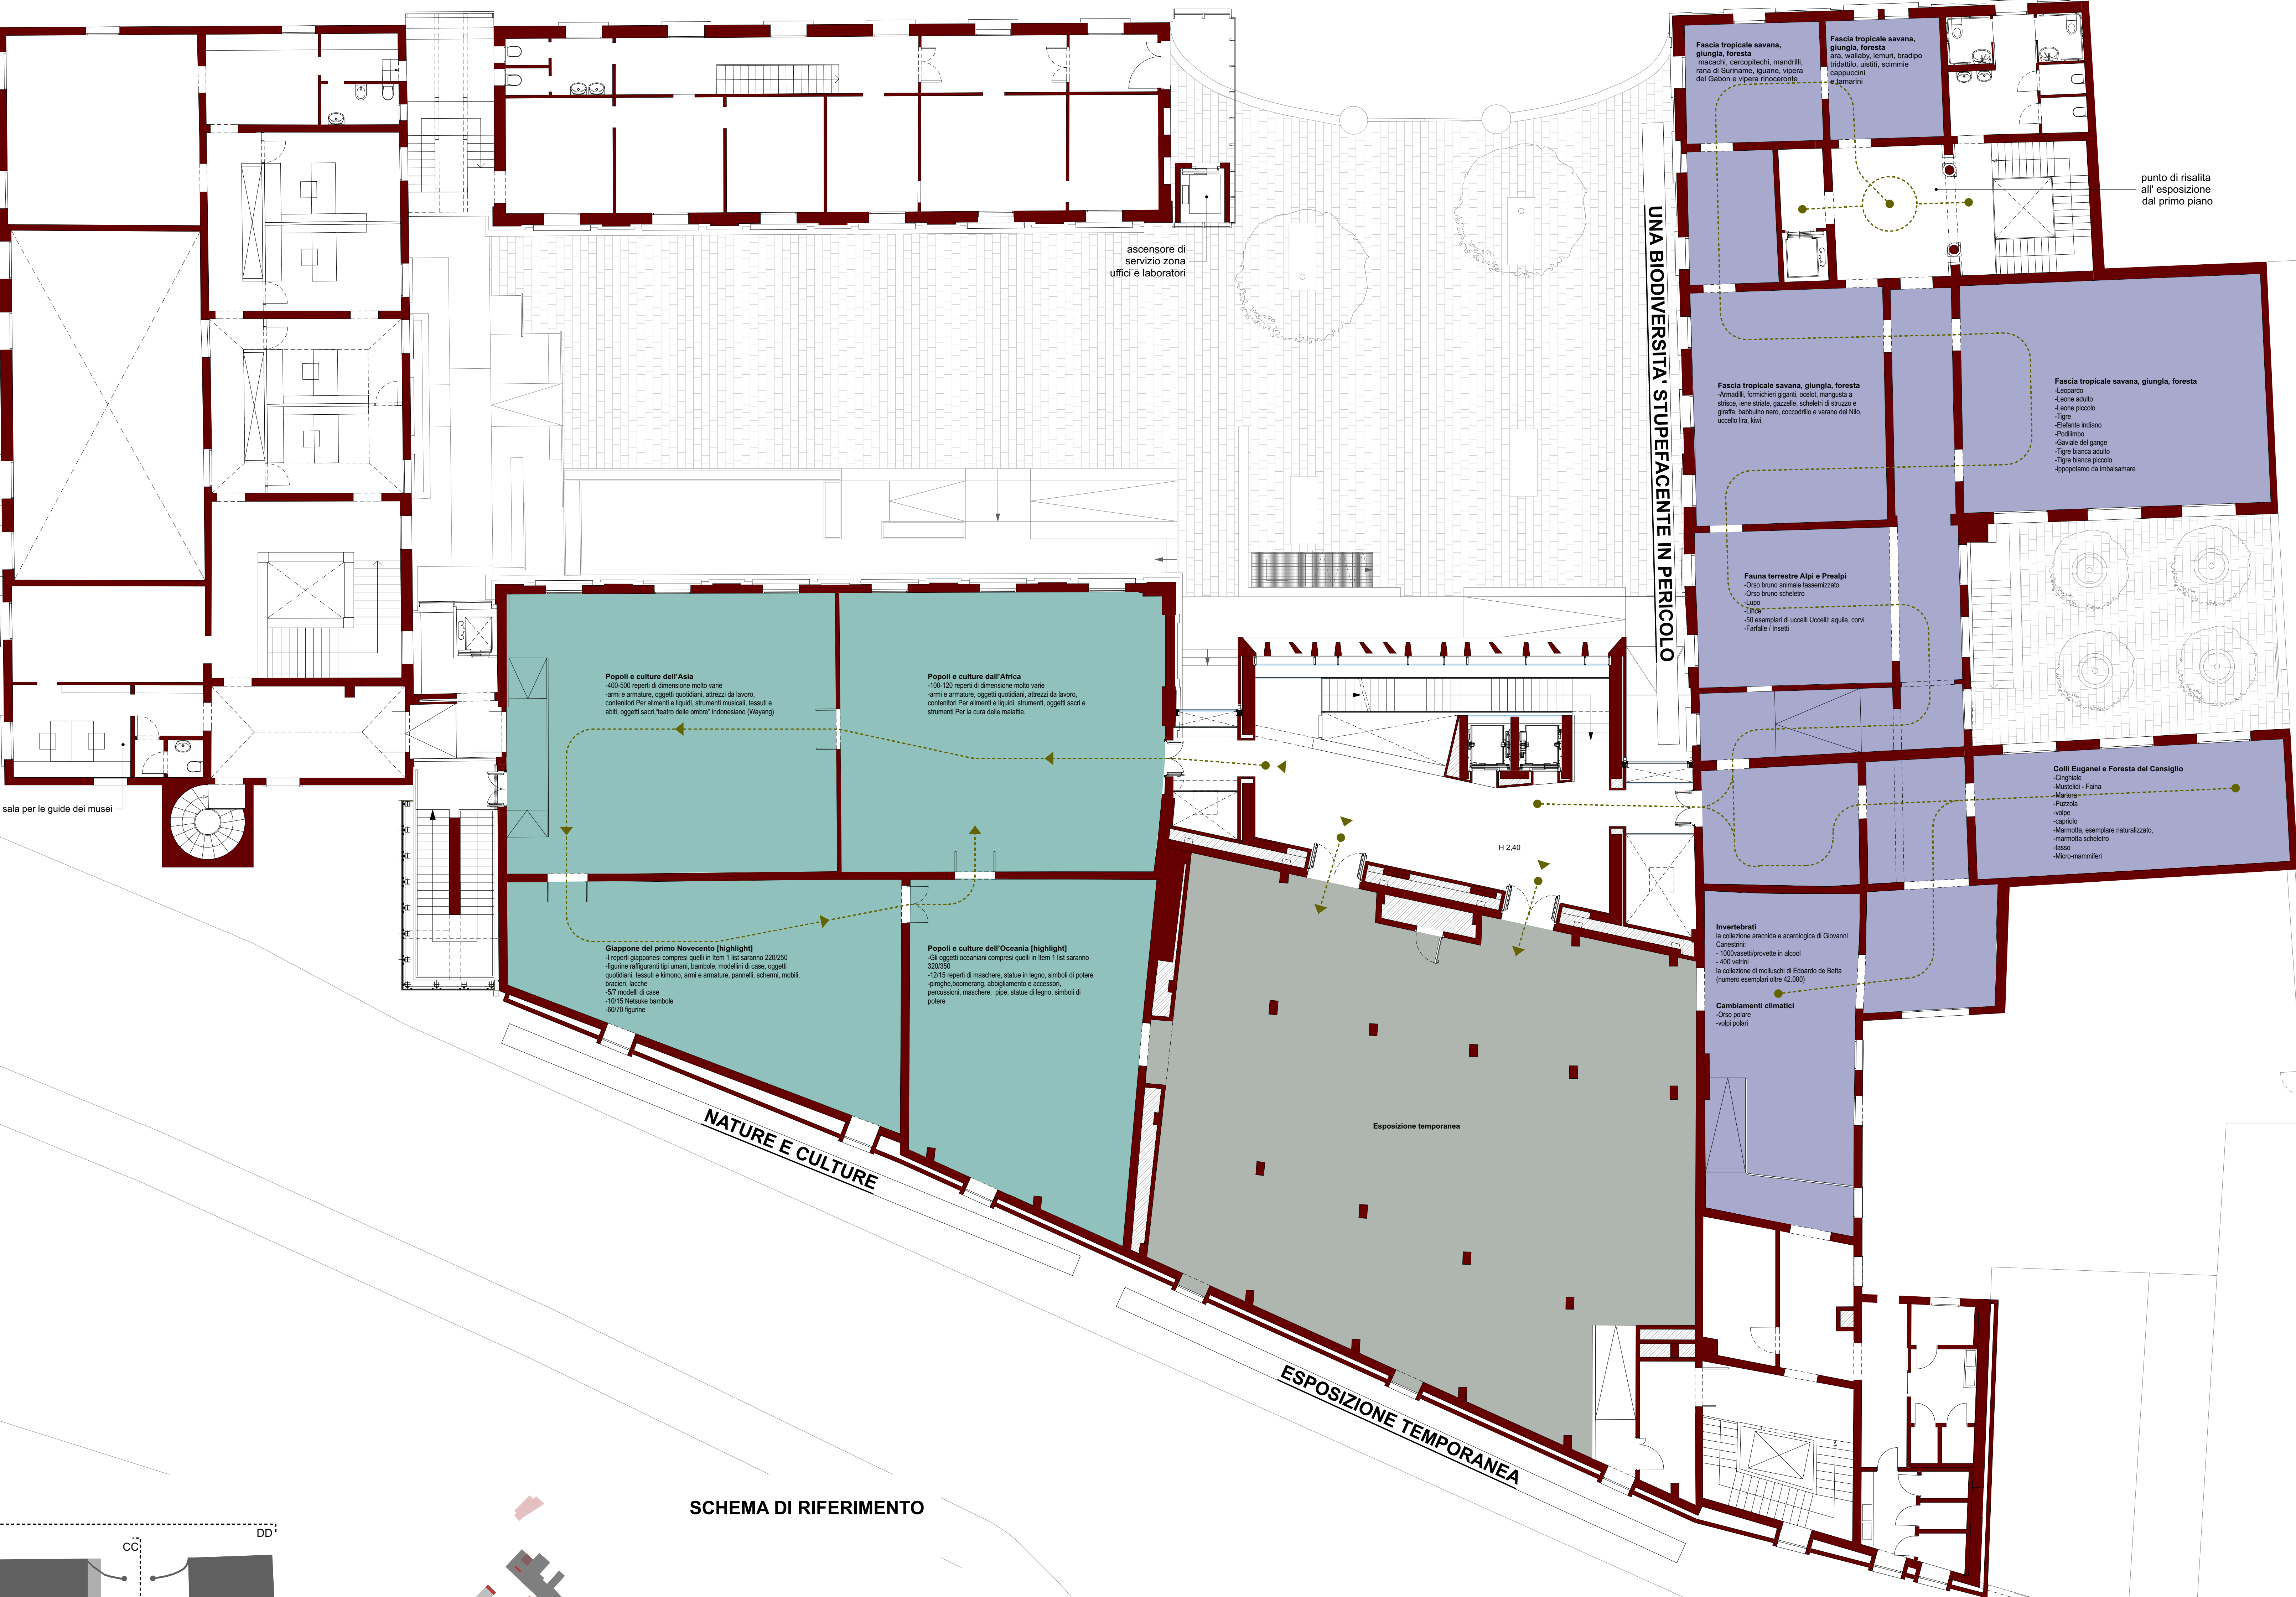 Fascia tropicale savana,
giungla, foresta
macachi, cercopitechi, mandrilli,
rana di Suriname, iguane, vipera
del Gabon e vipera rinoceronte
Fascia tropicale savana,
giungla, foresta
ara, wallaby, lemuri, bradipo
tridattilo, uistitì, scimmie
cappuccini
e tamarini
punto di risalita
all' esposizione
dal primo piano
ascensore di
servizio zona
uffici e laboratori
UNA BIODIVERSITA' STUPEFACENTE IN PERICOLO
Fascia tropicale savana, giungla, foresta
-Armadilli, formichieri giganti, ocelot, mangusta a
strisce, iene striate, gazzelle, scheletri di struzzo e
giraffa, babbuino nero, coccodrillo e varano del Nilo,
uccello lira, kiwi,
Fascia tropicale savana, giungla, foresta
-Leopardo
-Leone adulto
-Leone piccolo
-Tigre
-Elefante indiano
-Podilimbo
-Gaviale del gange
-Tigre bianca adulto
-Tigre bianca piccolo
-ippopotamo da imbalsamare
Fauna terrestre Alpi e Prealpi
-Orso bruno animale tassemizzato
-Orso bruno scheletro
-Lupo
-Lince
-50 esemplari di uccelli Uccelli: aquile, corvi
-Farfalle / Insetti
Popoli e culture dell'Asia
-400-500 reperti di dimensione molto varie
-armi e armature, oggetti quotidiani, attrezzi da lavoro,
contenitori Per alimenti e liquidi, strumenti musicali, tessuti e
abiti, oggetti sacri,"teatro delle ombre" indonesiano (Wayang)
Popoli e culture dall'Africa
-100-120 reperti di dimensione molto varie
-armi e armature, oggetti quotidiani, attrezzi da lavoro,
contenitori Per alimenti e liquidi, strumenti, oggetti sacri e
strumenti Per la cura delle malattie.
Colli Euganei e Foresta del Cansiglio
-Cinghiale
-Mustelidi - Faina
-Martora
-Puzzola
-volpe
-capriolo
-Marmotta, esemplare naturalizzato,
-marmotta scheletro
-tasso
-Micro-mammiferi
sala per le guide dei musei
H 2,40
Giappone del primo Novecento [highlight]
-I reperti giapponesi compresi quelli in Item 1 list saranno 220/250
-figurine raffiguranti tipi umani, bambole, modellini di case, oggetti
quotidiani, tessuti e kimono, armi e armature, pannelli, schermi, mobili,
bracieri, lacche
-5/7 modelli di case
-10/15 Netsuke bambole
-60/70 figurine
Popoli e culture dell'Oceania [highlight]
-Gli oggetti oceaniani compresi quelli in Item 1 list saranno
320/350
-12/15 reperti di maschere, statue in legno, simboli di potere
-piroghe,boomerang, abbigliamento e accessori,
percussioni, maschere, pipe, statue di legno, simboli di
potere
Invertebrati
la collezione aracnida e acarologica di Giovanni
Canestrini:
- 1000vasetti/provette in alcool
- 400 vetrini
la collezione di molluschi di Edoardo de Betta
(numero esemplari oltre 42.000)
Cambiamenti climatici
-Orso polare
-volpi polari
Esposizione temporanea
NATURE E CULTURE
ESPOSIZIONE TEMPORANEA
SCHEMA DI RIFERIMENTO
DD
CC